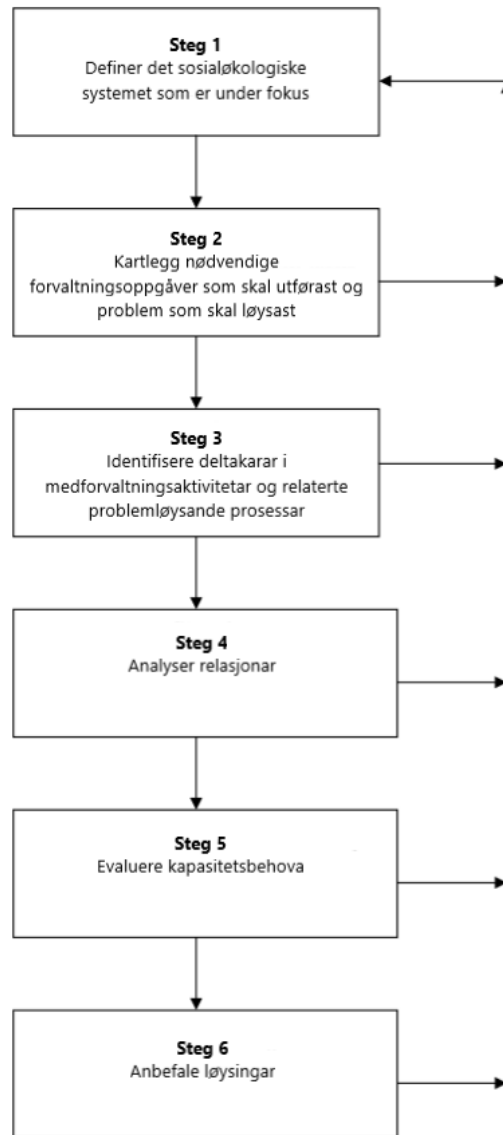 Steg 1
Definer det sosialøkologiske
systemet som er under fokus
Steg 2
Kartlegg nødvendige
forvaltningsoppgåver som skal utførast og
problem som skal løysast
Steg 3
Identifisere deltakarar i
medforvaltningsaktivitetar og relaterte
problemløysande prosessar
Steg 4
Analyser relasjonar
Steg 5
Evaluere kapasitetsbehova
Steg 6
Anbefale løysingar